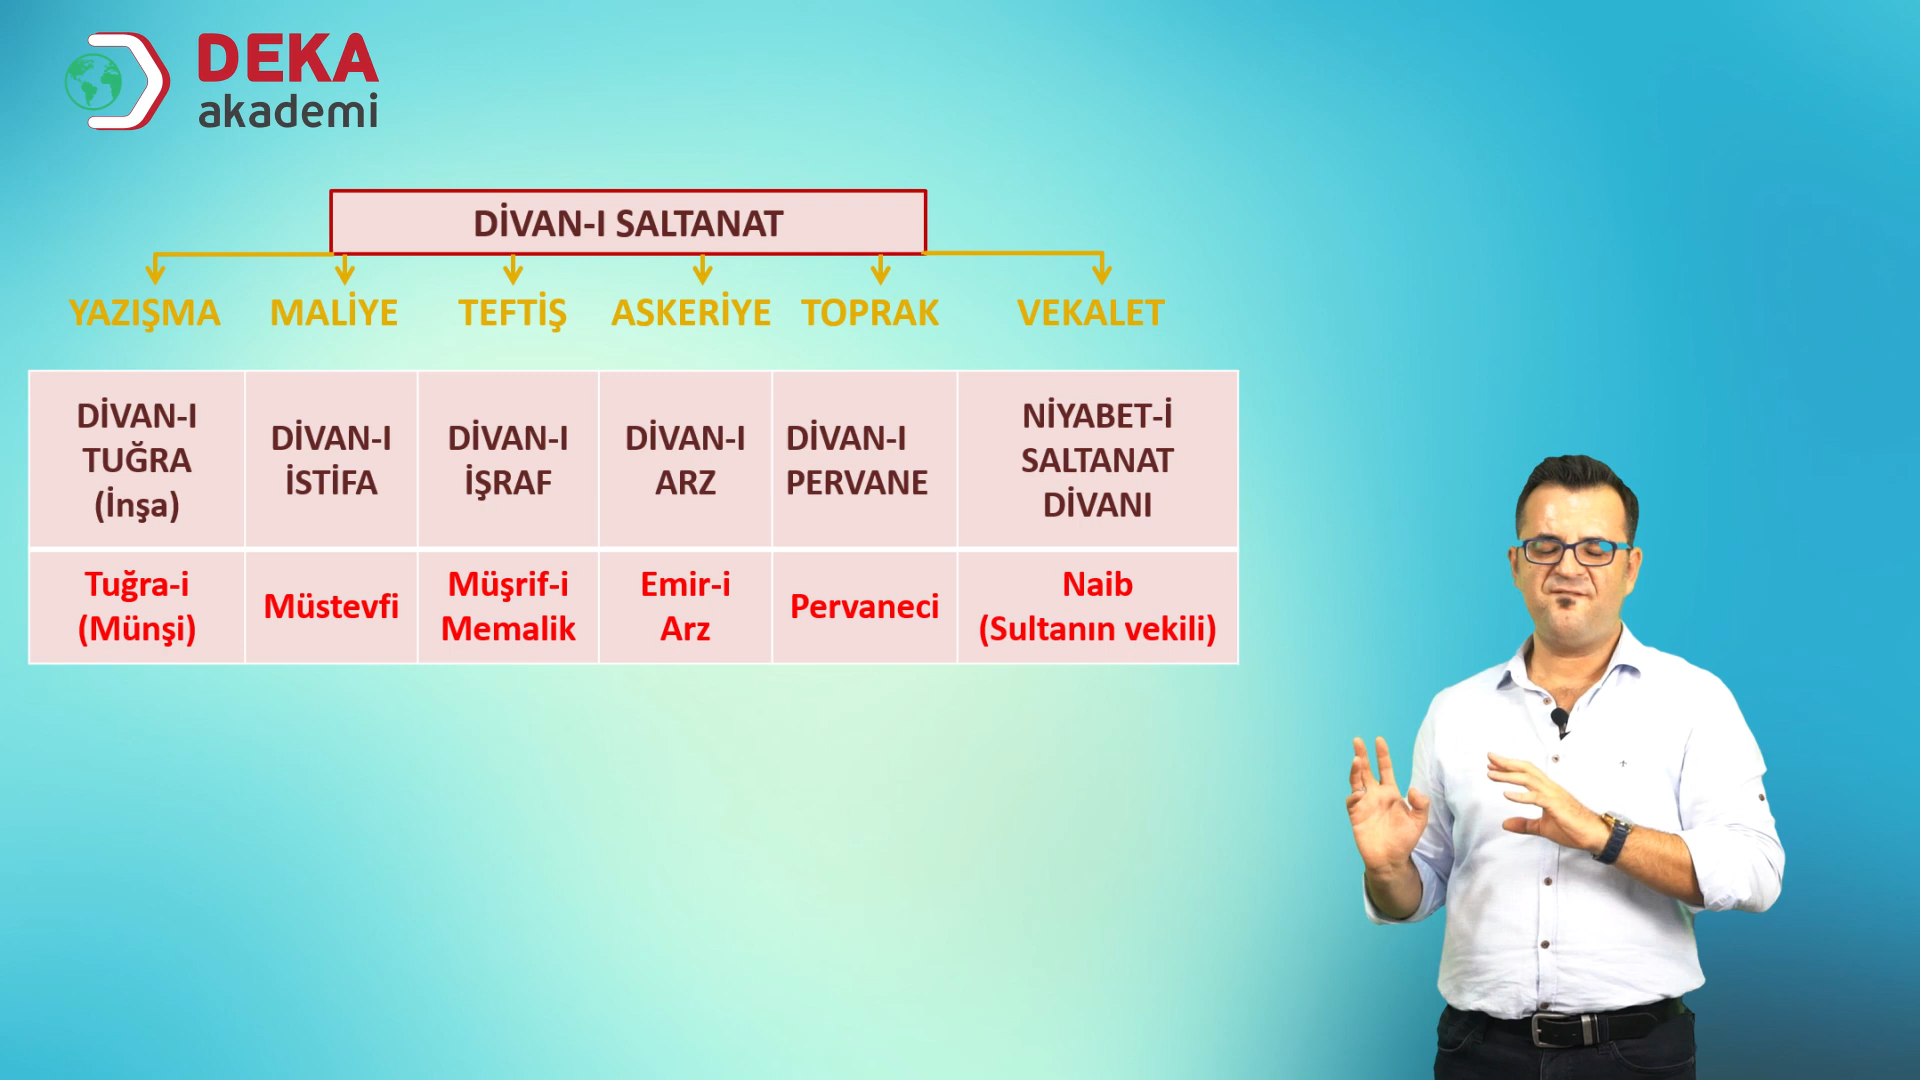 DEKA
akademi
DİVAN-I SALTANAT
YAZIŞMA MALİYE TEFTİŞ ASKERİYE TOPRAK VEKALET
DİVAN-I
TUĞRA
(İnşa)
DİVAN-I
İSTİFA
DİVAN-I
İŞRAF
DİVAN-I
ARZ
DİVAN-I
PERVANE
NİYABET-İ
SALTANAT
DİVANI
Tuğra-i
(Münşi)
Müstevfi
Müşrif-i
Memalik
Emir-i
Arz
Pervaneci
Naib
(Sultanın vekili)